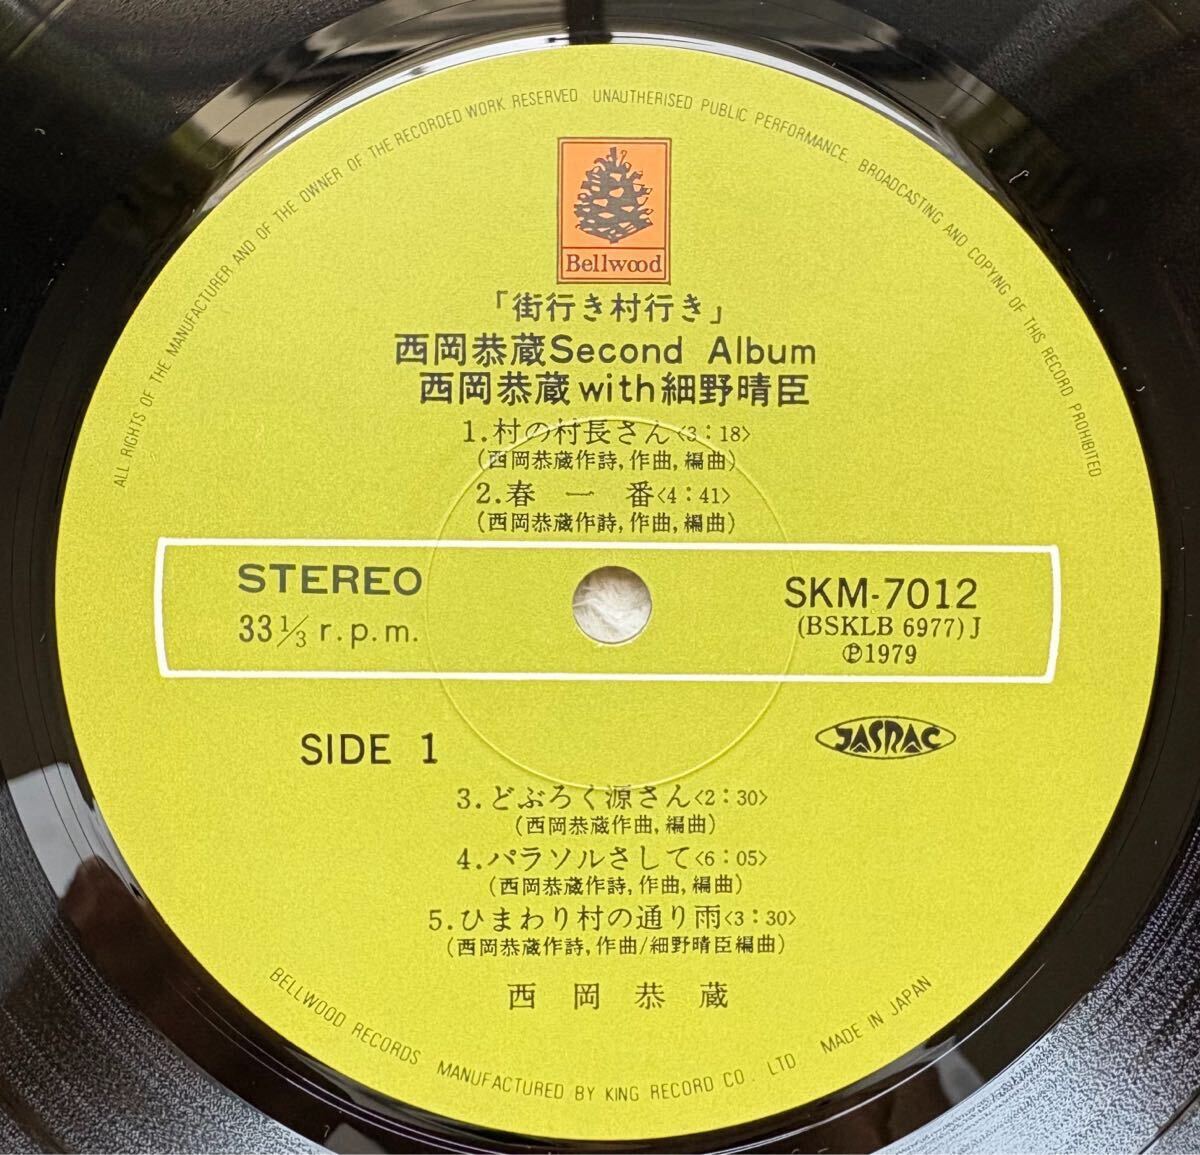 ALL RIGHTS OF THE MANUFACTURER AND OF THE OWNER OF THE RECORDED WORK RESERVED UNAUTHERISED PUBLIC PERFORMANCE. BROADCASTING AND COPYING OF THIS RECORD PROHIBITED
Bellwood
「街行き村行き」
西岡恭蔵Second Album
西岡恭蔵with細野晴臣
1.村の村長さん<3:18>
(西岡恭蔵作詩,作曲,編曲)
2.春一番<4:41>
(西岡恭蔵作詩,作曲,編曲)
STEREO
33 1/3 r.p.m.
SKM-7012
(BSKLB 6977)J
℗1979
SIDE 1
JASRAC
3.どぶろく源さん<2:30>
(西岡恭蔵作曲,編曲)
4.パラソルさして<6:05>
(西岡恭蔵作詩,作曲,編曲)
5.ひまわり村の通り雨<3:30>
(西岡恭蔵作詩,作曲/細野晴臣編曲)
西岡恭蔵
BELLWOOD RECORDS MANUFACTURED BY KING RECORD CO. LTD MADE IN JAPAN